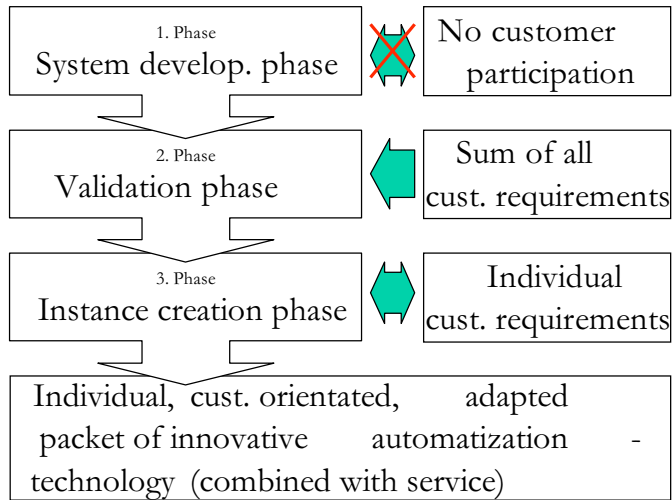 1. Phase
System develop. phase
No customer
participation
2. Phase
Validation phase
Sum of all
cust. requirements
3. Phase
Instance creation phase
Individual
cust. requirements
Individual, cust. orientated, adapted
packet of innovative automatization -
technology (combined with service)